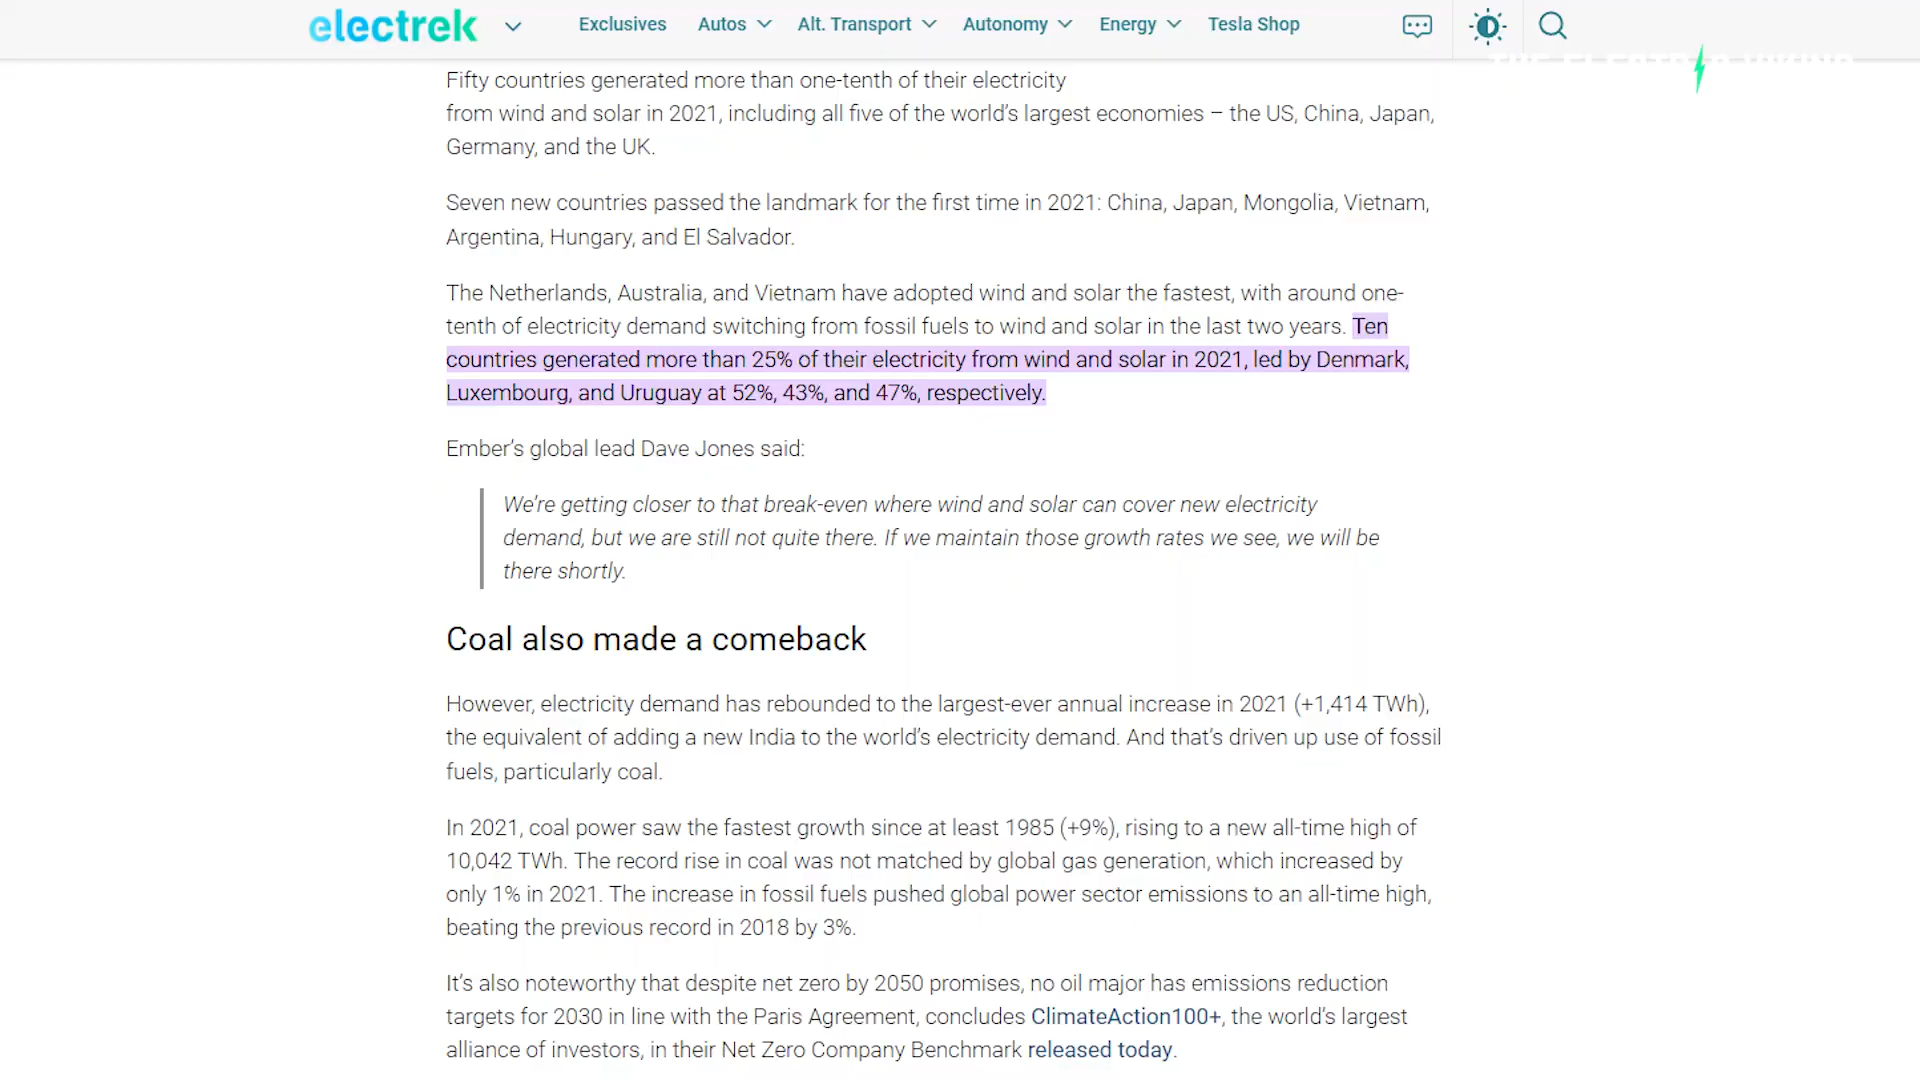 electrek
Exclusives Autos Alt. Transport Autonomy Energy Tesla Shop
Fifty countries generated more than one-tenth of their electricity
from wind and solar in 2021, including all five of the world’s largest economies – the US, China, Japan,
Germany, and the UK.
Seven new countries passed the landmark for the first time in 2021: China, Japan, Mongolia, Vietnam,
Argentina, Hungary, and El Salvador.
The Netherlands, Australia, and Vietnam have adopted wind and solar the fastest, with around one-
tenth of electricity demand switching from fossil fuels to wind and solar in the last two years. Ten
countries generated more than 25% of their electricity from wind and solar in 2021, led by Denmark,
Luxembourg, and Uruguay at 52%, 43%, and 47%, respectively.
Ember’s global lead Dave Jones said:
We’re getting closer to that break-even where wind and solar can cover new electricity
demand, but we are still not quite there. If we maintain those growth rates we see, we will be
there shortly.
Coal also made a comeback
However, electricity demand has rebounded to the largest-ever annual increase in 2021 (+1,414 TWh),
the equivalent of adding a new India to the world’s electricity demand. And that’s driven up use of fossil
fuels, particularly coal.
In 2021, coal power saw the fastest growth since at least 1985 (+9%), rising to a new all-time high of
10,042 TWh. The record rise in coal was not matched by global gas generation, which increased by
only 1% in 2021. The increase in fossil fuels pushed global power sector emissions to an all-time high,
beating the previous record in 2018 by 3%.
It’s also noteworthy that despite net zero by 2050 promises, no oil major has emissions reduction
targets for 2030 in line with the Paris Agreement, concludes ClimateAction100+, the world’s largest
alliance of investors, in their Net Zero Company Benchmark released today.